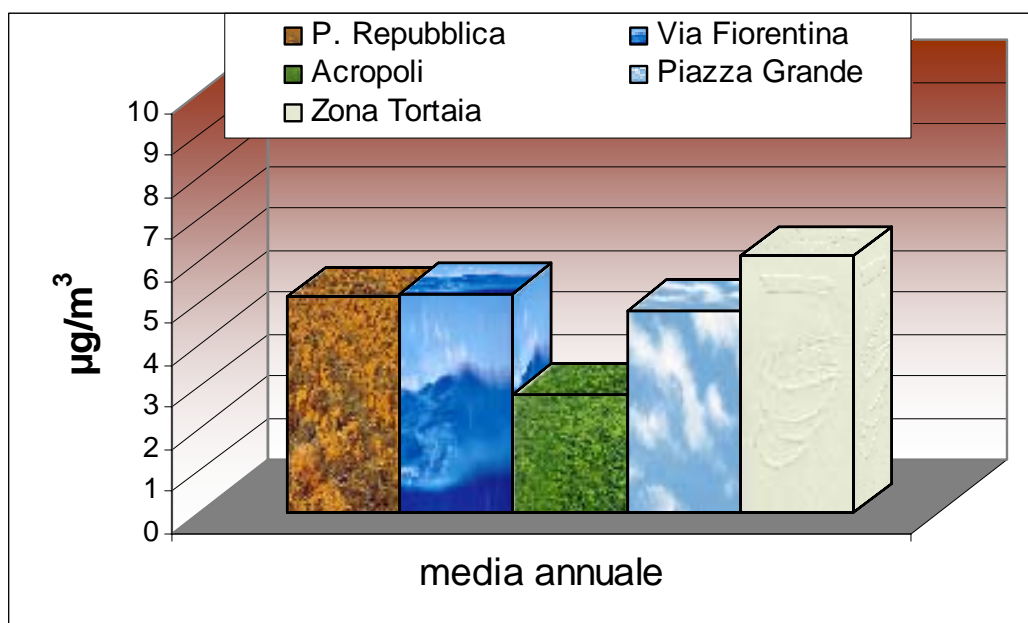 P. Repubblica Via Fiorentina
Acropoli Piazza Grande
Zona Tortaia
10
9
8
7
6
5
4
3
2
1
0
µg/m³
media annuale